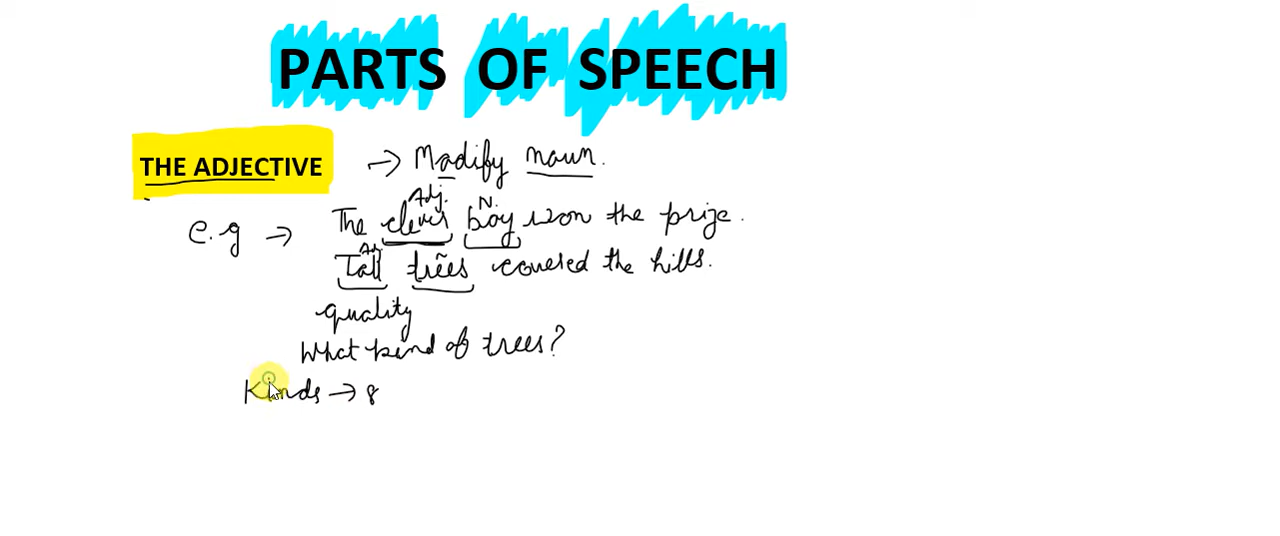 PARTS OF SPEECH
THE ADJECTIVE → Modify noun.
Adj. N.
e.g → The clever boy won the prize.
Adj.
Tall trees covered the hills.
quality
What kind of trees?
Kinds → 8